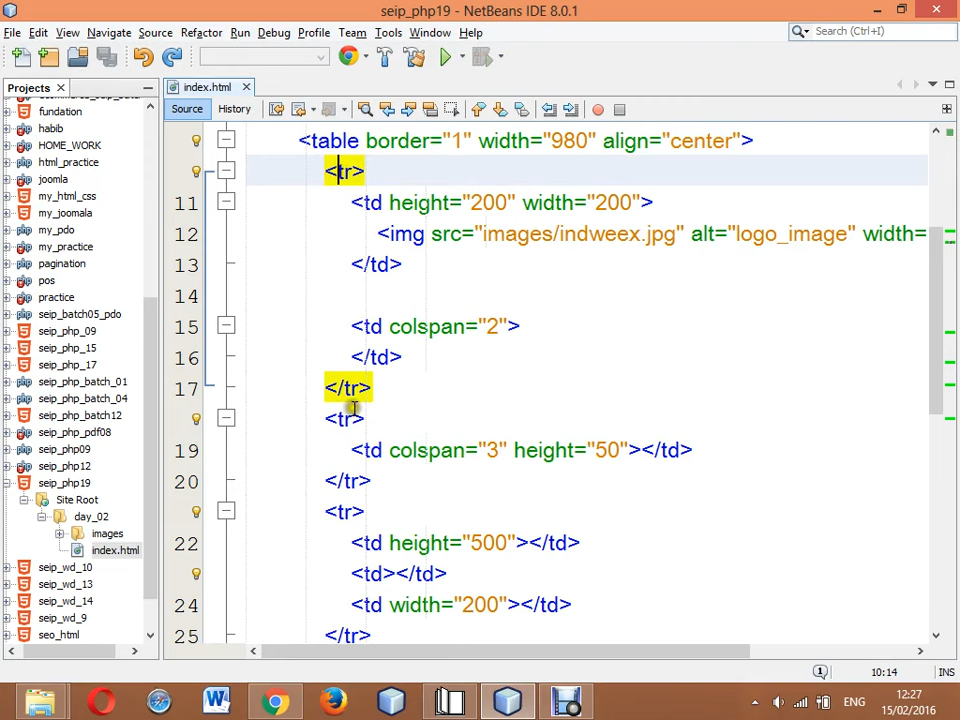 seip_php19 - NetBeans IDE 8.0.1
File Edit View Navigate Source Refactor Run Debug Profile Team Tools Window Help
Search (Ctrl+I)
Projects
index.html
Source History
fundation
habib
HOME_WORK
html_practice
joomla
my_html_css
my_joomala
my_pdo
my_practice
pagination
pos
practice
seip_batch05_pdo
seip_php_09
seip_php_15
seip_php_17
seip_php_batch_01
seip_php_batch_04
seip_php_batch12
seip_php_pdf08
seip_php09
seip_php12
seip_php19
Site Root
day_02
images
index.html
seip_wd_10
seip_wd_13
seip_wd_14
seip_wd_9
seo_html
<table border="1" width="980" align="center">
<tr>
11 <td height="200" width="200">
12 <img src="images/indweex.jpg" alt="logo_image" width=
13 </td>
14
15 <td colspan="2">
16 </td>
17 </tr>
<tr>
19 <td colspan="3" height="50"></td>
20 </tr>
<tr>
22 <td height="500"></td>
<td></td>
24 <td width="200"></td>
25 </tr>
10:14 INS
ENG
12:27
15/02/2016